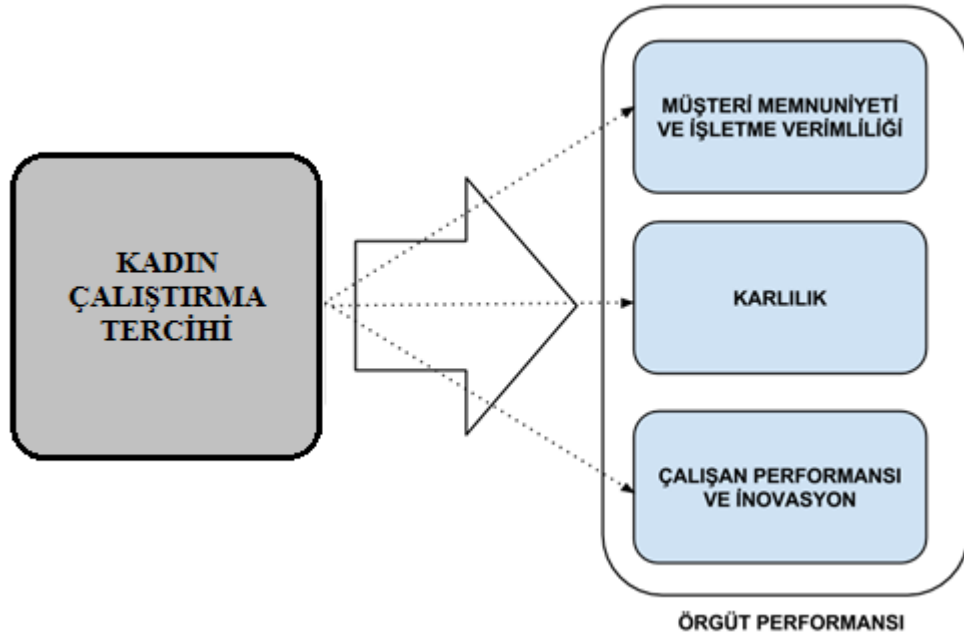 KADIN
ÇALIŞTIRMA
TERCİHİ
MÜŞTERİ MEMNUNİYETİ
VE İŞLETME VERİMLİLİĞİ
KARLILIK
ÇALIŞAN PERFORMANSI
VE İNOVASYON
ÖRGÜT PERFORMANSI